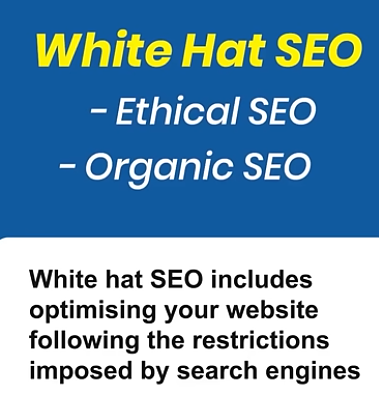 White Hat SEO
- Ethical SEO
- Organic SEO
White hat SEO includes
optimising your website
following the restrictions
imposed by search engines